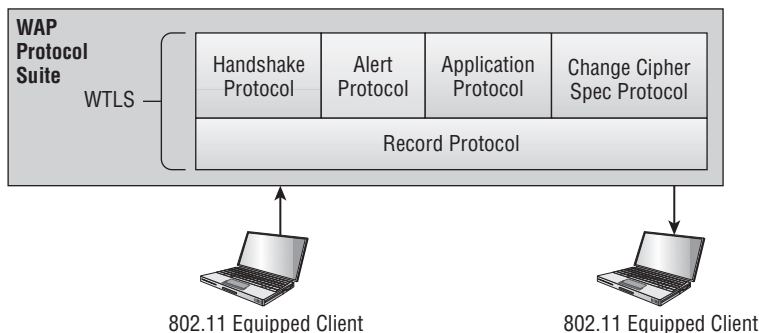 WAP
Protocol
Suite
WTLS
Handshake
Protocol
Alert
Protocol
Application
Protocol
Change Cipher
Spec Protocol
Record Protocol
802.11 Equipped Client
802.11 Equipped Client